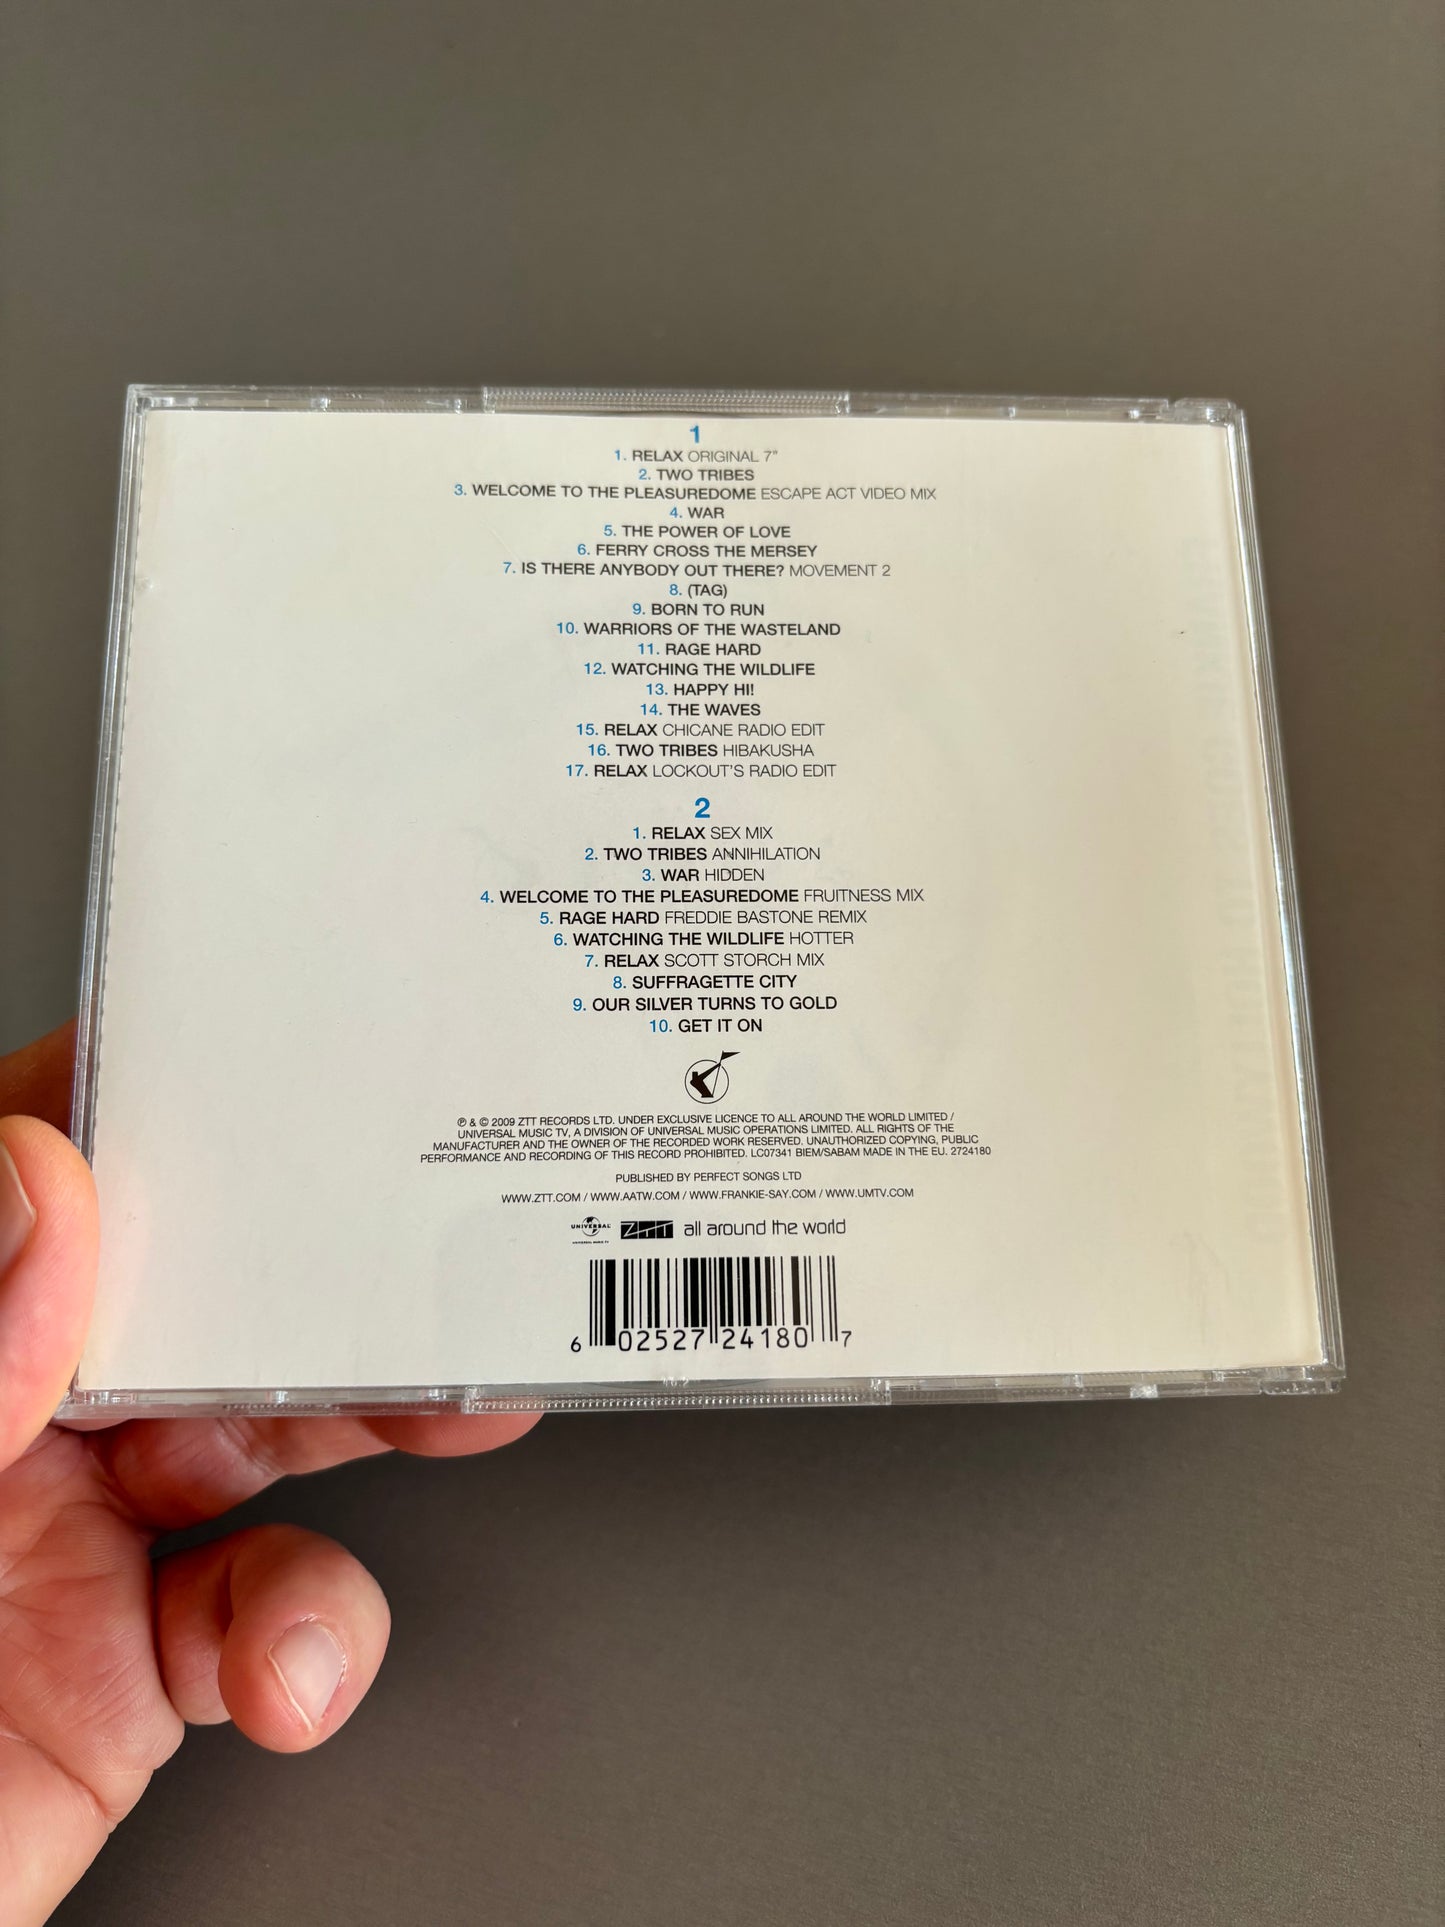 1
1. RELAX ORIGINAL 7"
2. TWO TRIBES
3. WELCOME TO THE PLEASUREDOME ESCAPE ACT VIDEO MIX
4. WAR
5. THE POWER OF LOVE
6. FERRY CROSS THE MERSEY
7. IS THERE ANYBODY OUT THERE? MOVEMENT 2
8. (TAG)
9. BORN TO RUN
10. WARRIORS OF THE WASTELAND
11. RAGE HARD
12. WATCHING THE WILDLIFE
13. HAPPY HI!
14. THE WAVES
15. RELAX CHICANE RADIO EDIT
16. TWO TRIBES HIBAKUSHA
17. RELAX LOCKOUT'S RADIO EDIT
2
1. RELAX SEX MIX
2. TWO TRIBES ANNIHILATION
3. WAR HIDDEN
4. WELCOME TO THE PLEASUREDOME FRUITNESS MIX
5. RAGE HARD FREDDIE BASTONE REMIX
6. WATCHING THE WILDLIFE HOTTER
7. RELAX SCOTT STORCH MIX
8. SUFFRAGETTE CITY
9. OUR SILVER TURNS TO GOLD
10. GET IT ON
℗ & © 2009 ZTT RECORDS LTD. UNDER EXCLUSIVE LICENCE TO ALL AROUND THE WORLD LIMITED /
UNIVERSAL MUSIC TV, A DIVISION OF UNIVERSAL MUSIC OPERATIONS LIMITED. ALL RIGHTS OF THE
MANUFACTURER AND THE OWNER OF THE RECORDED WORK RESERVED. UNAUTHORIZED COPYING, PUBLIC
PERFORMANCE AND RECORDING OF THIS RECORD PROHIBITED. LC07341 BIEM/SABAM MADE IN THE EU. 2724180
PUBLISHED BY PERFECT SONGS LTD
WWW.ZTT.COM / WWW.AATW.COM / WWW.FRANKIE-SAY.COM / WWW.UMTV.COM
UNIVERSAL
UNIVERSAL MUSIC TV
ZTT
all around the world
6 02527 24180 7